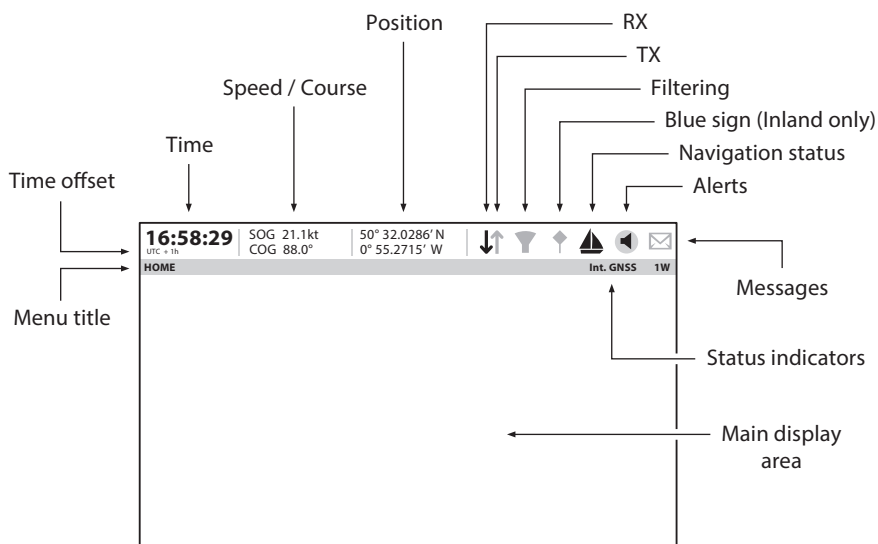 Position
RX
TX
Speed / Course
Filtering
Blue sign (Inland only)
Time
Navigation status
Time offset
Alerts
16:58:29
UTC + 1h
SOG 21.1kt
COG 88.0°
50° 32.0286' N
0° 55.2715' W
HOME
Int. GNSS 1W
Messages
Menu title
Status indicators
Main display
area